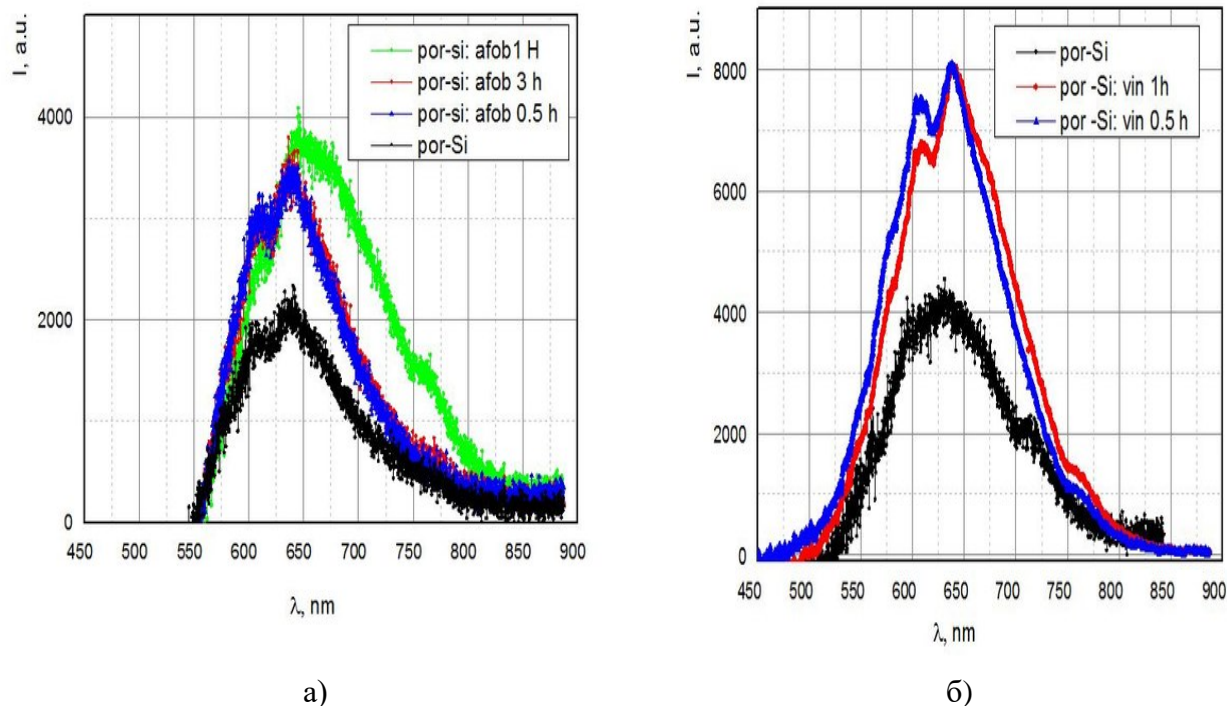 I, a.u.
por-si: afob1 H
por-si: afob 3 h
por-si: afob 0.5 h
por-Si
4000
2000
0
450 500 550 600 650 700 750 800 850 900
λ, nm
а)
I, a.u.
por-Si
por -Si: vin 1h
por -Si: vin 0.5 h
8000
6000
4000
2000
0
450 500 550 600 650 700 750 800 850 900
λ, nm
б)